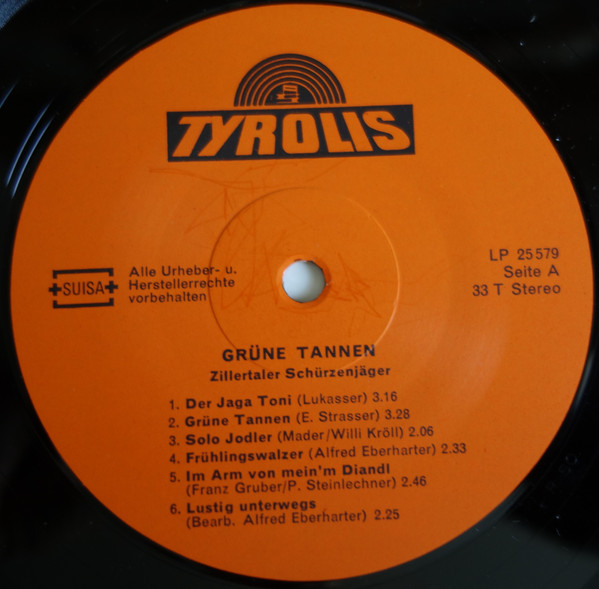 TYROLIS
SUISA
Alle Urheber- u.
Herstellerrechte
vorbehalten
LP 25579
Seite A
33 T Stereo
GRÜNE TANNEN
Zillertaler Schürzenjäger
1. Der Jaga Toni (Lukasser) 3.16
2. Grüne Tannen (E. Strasser) 3.28
3. Solo Jodler (Mader/Willi Kröll) 2.06
4. Frühlingswalzer (Alfred Eberharter) 2.33
5. Im Arm von mein'm Diandl
(Franz Gruber/P. Steinlechner) 2.46
6. Lustig unterwegs
(Bearb. Alfred Eberharter) 2.25